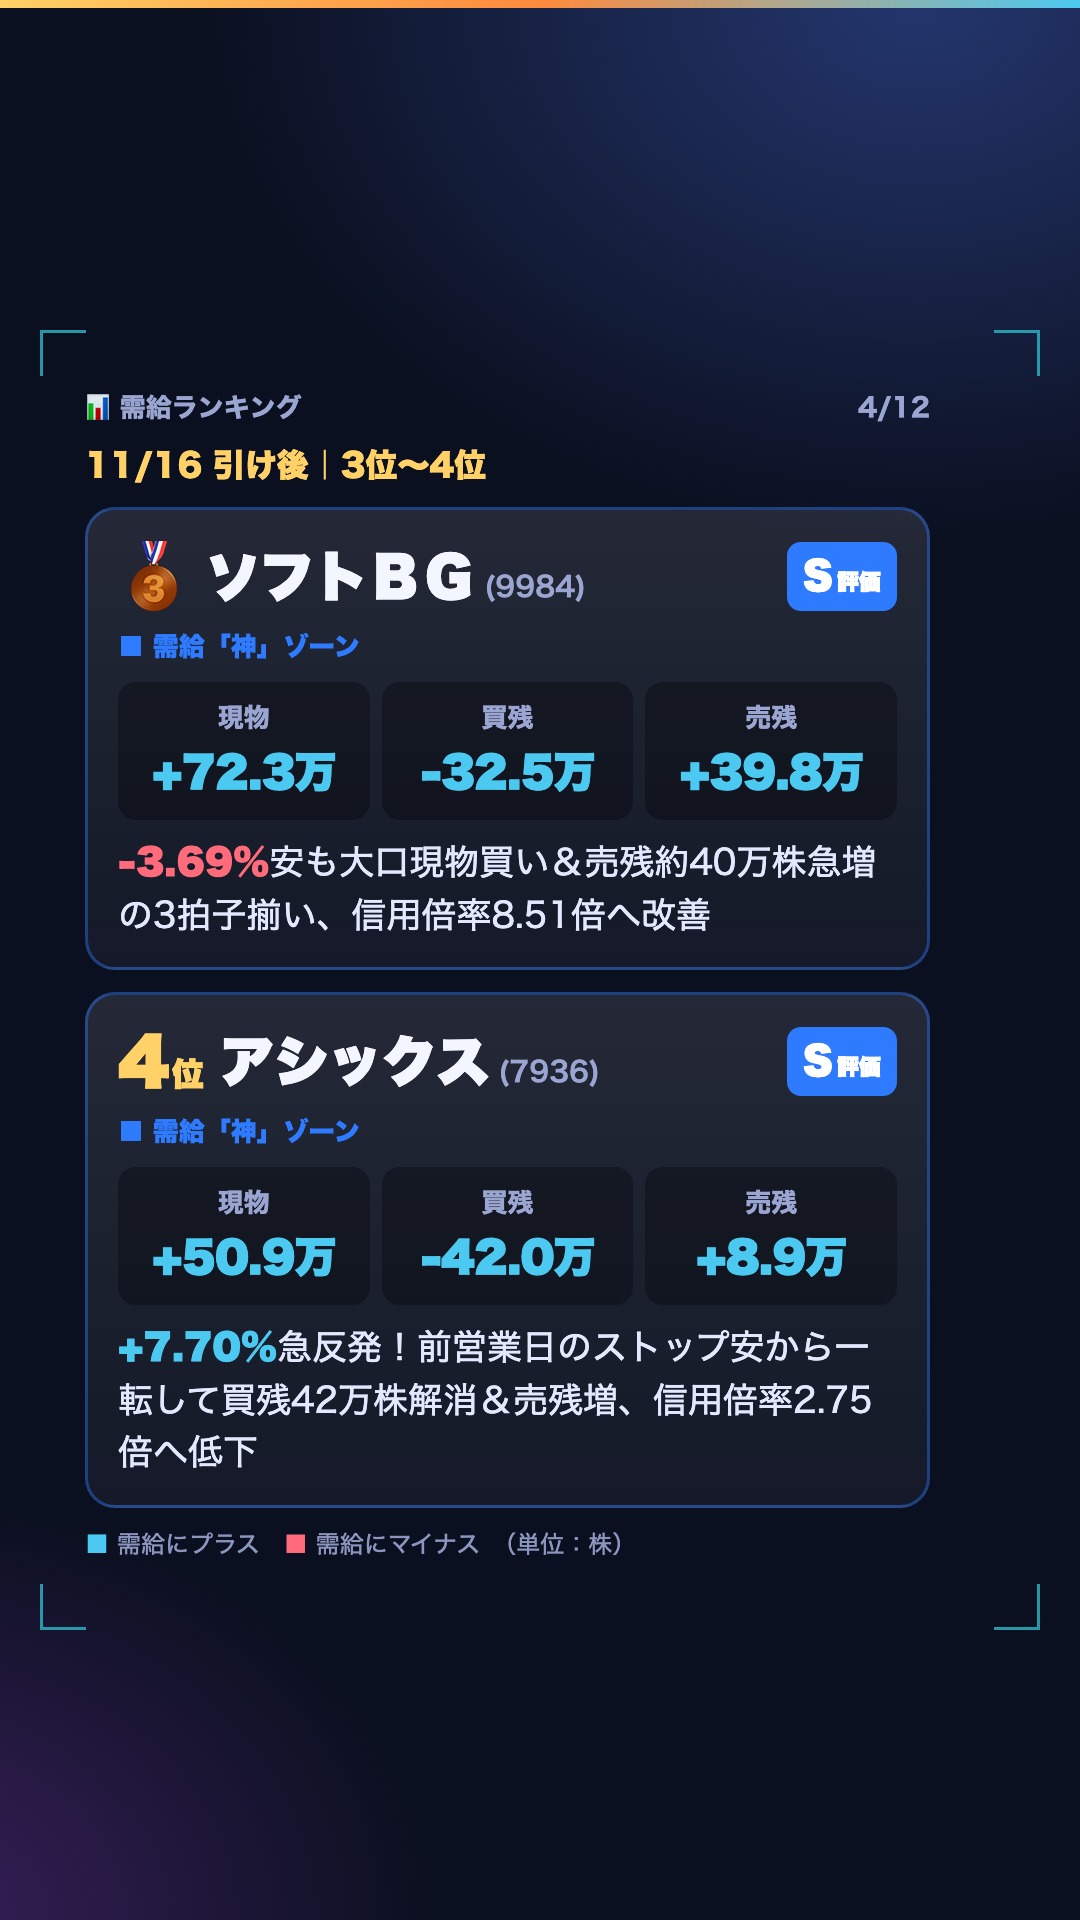 📊 需給ランキング 4/12
11/16 引け後｜3位〜4位
3 ソフトＢＧ (9984) S 評価
■ 需給「神」ゾーン
現物 買残 売残
+72.3万 -32.5万 +39.8万
-3.69%安も大口現物買い＆売残約40万株急増
の3拍子揃い、信用倍率8.51倍へ改善
4位 アシックス (7936) S 評価
■ 需給「神」ゾーン
現物 買残 売残
+50.9万 -42.0万 +8.9万
+7.70%急反発！前営業日のストップ安から一
転して買残42万株解消＆売残増、信用倍率2.75
倍へ低下
■ 需給にプラス ■ 需給にマイナス （単位：株）